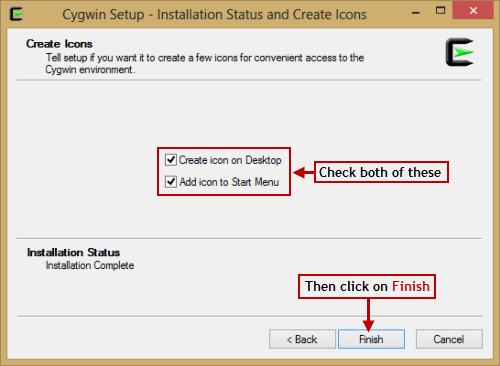 Cygwin Setup - Installation Status and Create Icons
Create Icons
Tell setup if you want it to create a few icons for convenient access to the
Cygwin environment.
Create icon on Desktop
Add icon to Start Menu
Check both of these
Installation Status
Installation Complete
Then click on Finish
< Back
Finish
Cancel